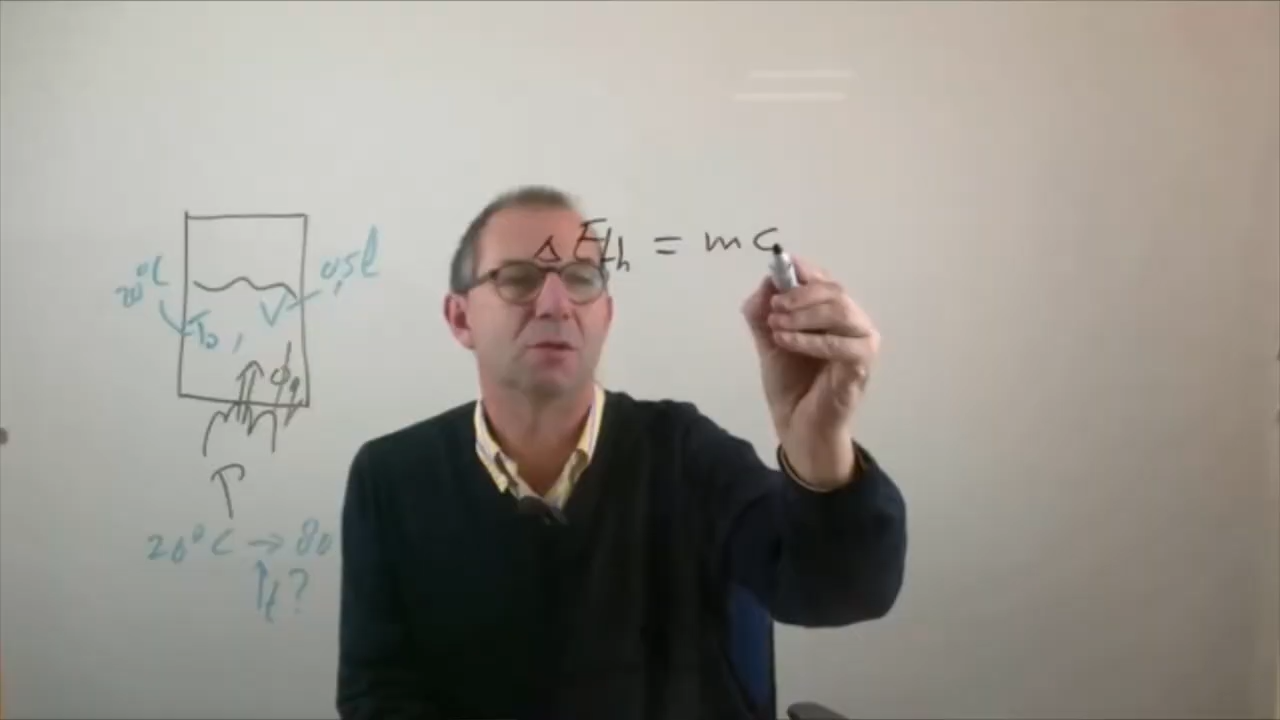 ΔEth = mc
20°C
0,5l
V
T₀,
ϕq
20°C → 80
t?